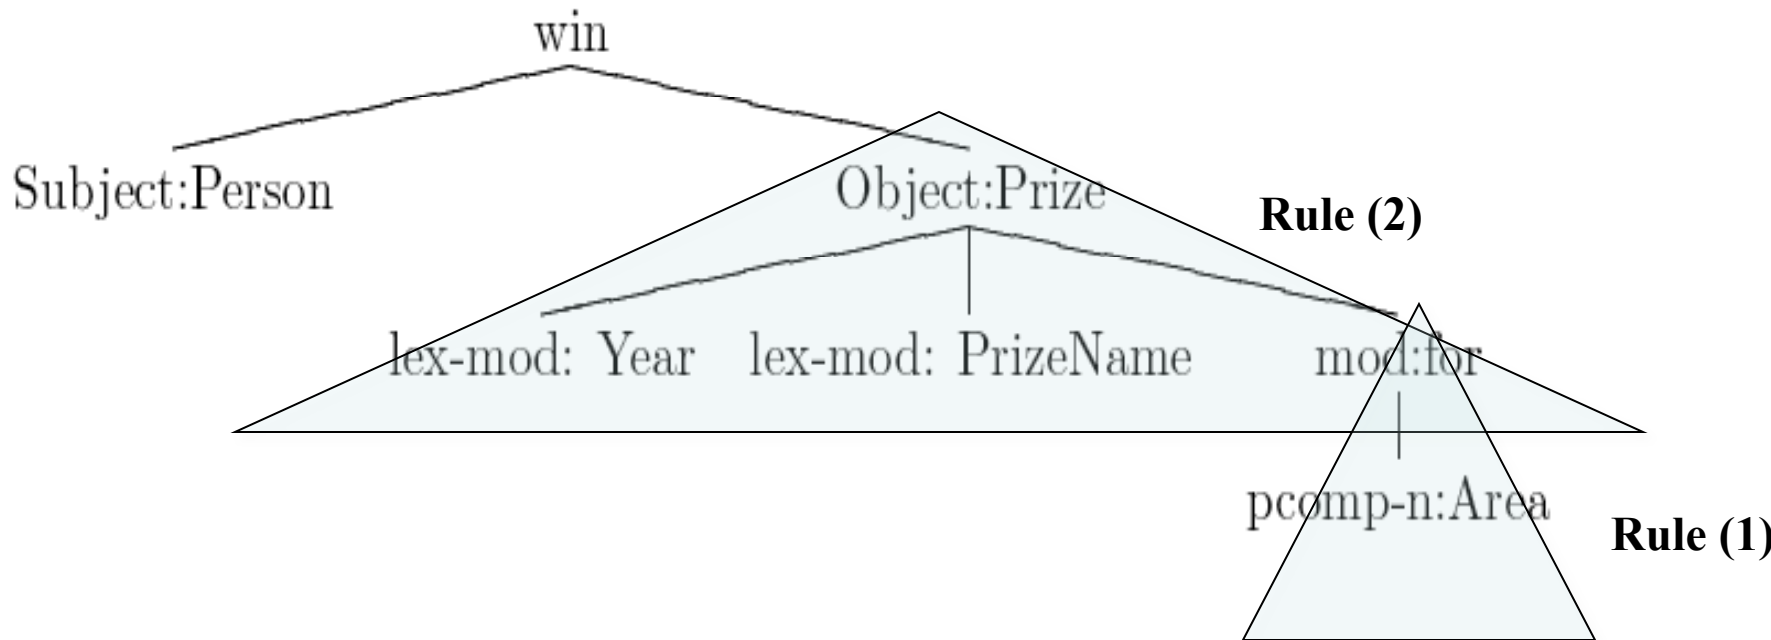 win
Subject:Person
Object:Prize
Rule (2)
lex-mod: Year
lex-mod: PrizeName
mod:for
pcomp-n:Area
Rule (1)